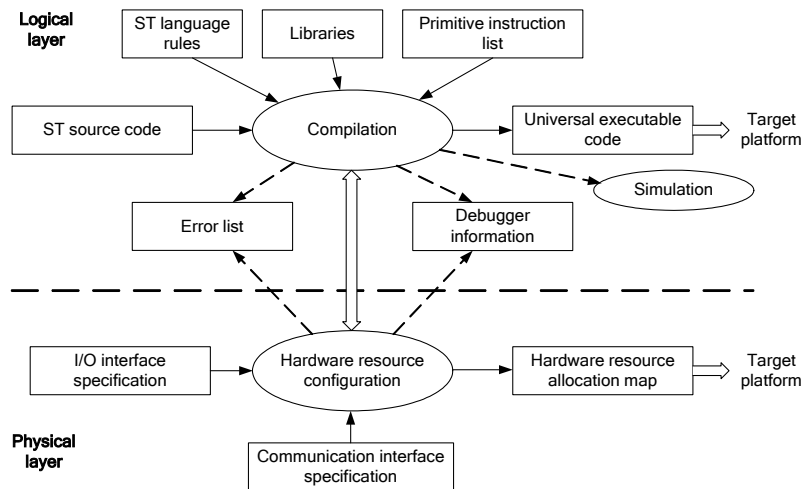 Logical
layer
ST language
rules
Libraries
Primitive instruction
list
ST source code
Compilation
Universal executable
code
Target
platform
Simulation
Error list
Debugger
information
I/O interface
specification
Hardware resource
configuration
Hardware resource
allocation map
Target
platform
Physical
layer
Communication interface
specification